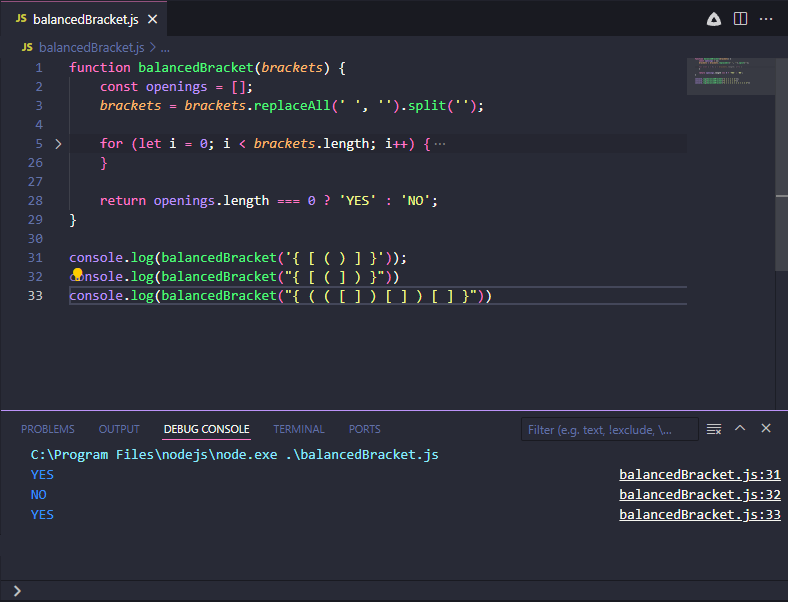 JS balancedBracket.js ×
JS balancedBracket.js > ...
1 function balancedBracket(brackets) {
2 const openings = [];
3 brackets = brackets.replaceAll(' ', '').split('');
4
5 > for (let i = 0; i < brackets.length; i++) { ···
26 }
27
28 return openings.length === 0 ? 'YES' : 'NO';
29 }
30
31 console.log(balancedBracket('{ [ ( ) ] }'));
32 console.log(balancedBracket("{ [ ( ] ) }"))
33 console.log(balancedBracket("{ ( ( [ ] ) [ ] ) [ ] }"))
PROBLEMS OUTPUT DEBUG CONSOLE TERMINAL PORTS Filter (e.g. text, !exclude, \...
C:\Program Files\nodejs\node.exe .\balancedBracket.js
YES balancedBracket.js:31
NO balancedBracket.js:32
YES balancedBracket.js:33
>